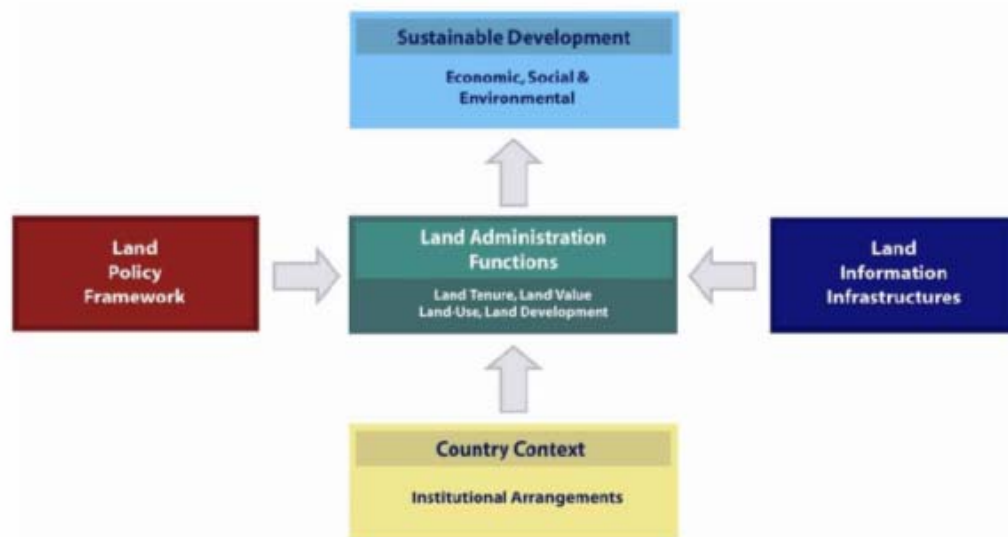 Sustainable Development
Economic, Social &
Environmental
Land
Policy
Framework
Land Administration
Functions
Land Tenure, Land Value
Land-Use, Land Development
Land
Information
Infrastructures
Country Context
Institutional Arrangements